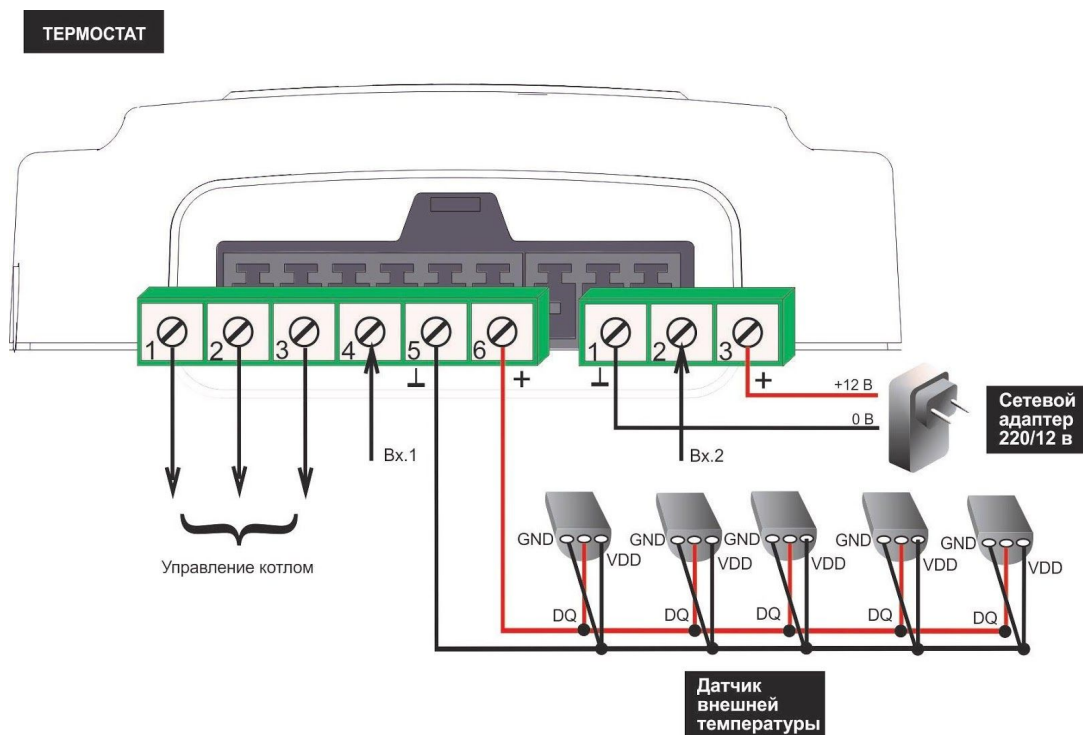 ТЕРМОСТАТ
1 2 3 4 5 6
⊥ +
1 2 3
⊥ +
+12 В
0 В
Сетевой
адаптер
220/12 в
Вх.1
Вх.2
Управление котлом
GND VDD DQ
GND VDD DQ
GND VDD DQ
GND VDD DQ
GND VDD DQ
Датчик
внешней
температуры